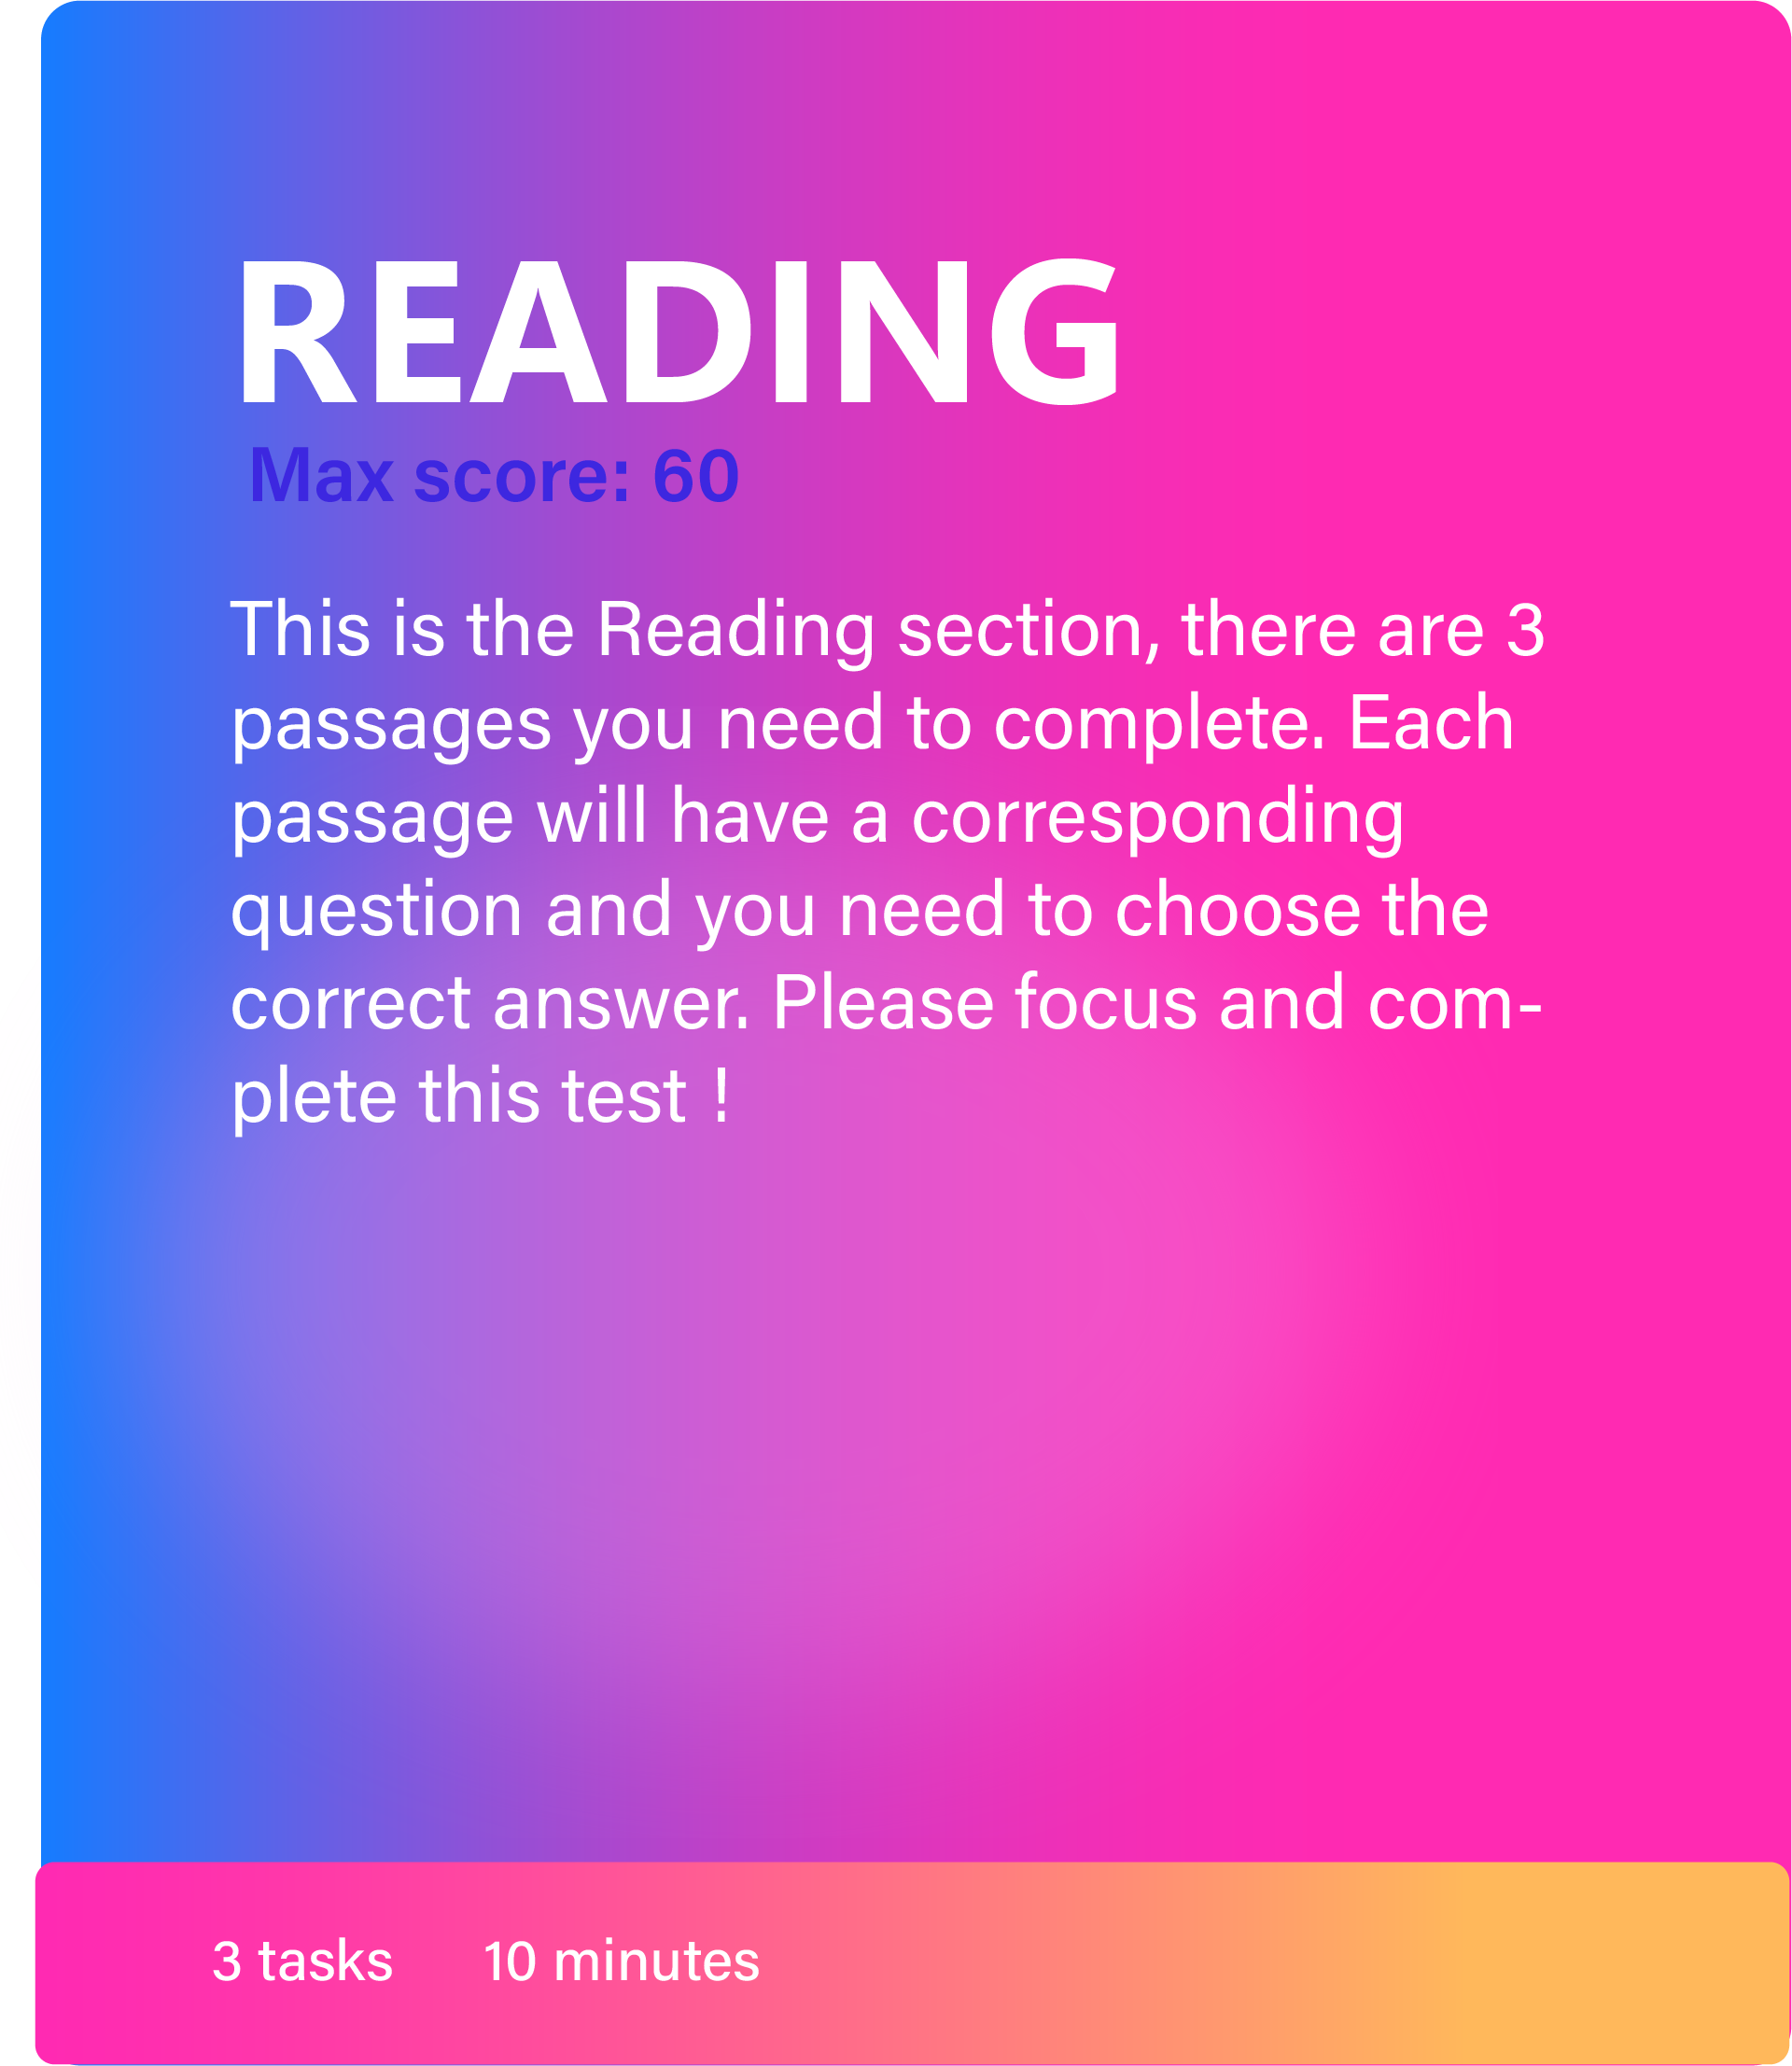 READING
Max score: 60
This is the Reading section, there are 3
passages you need to complete. Each
passage will have a corresponding
question and you need to choose the
correct answer. Please focus and com-
plete this test !
3 tasks 10 minutes